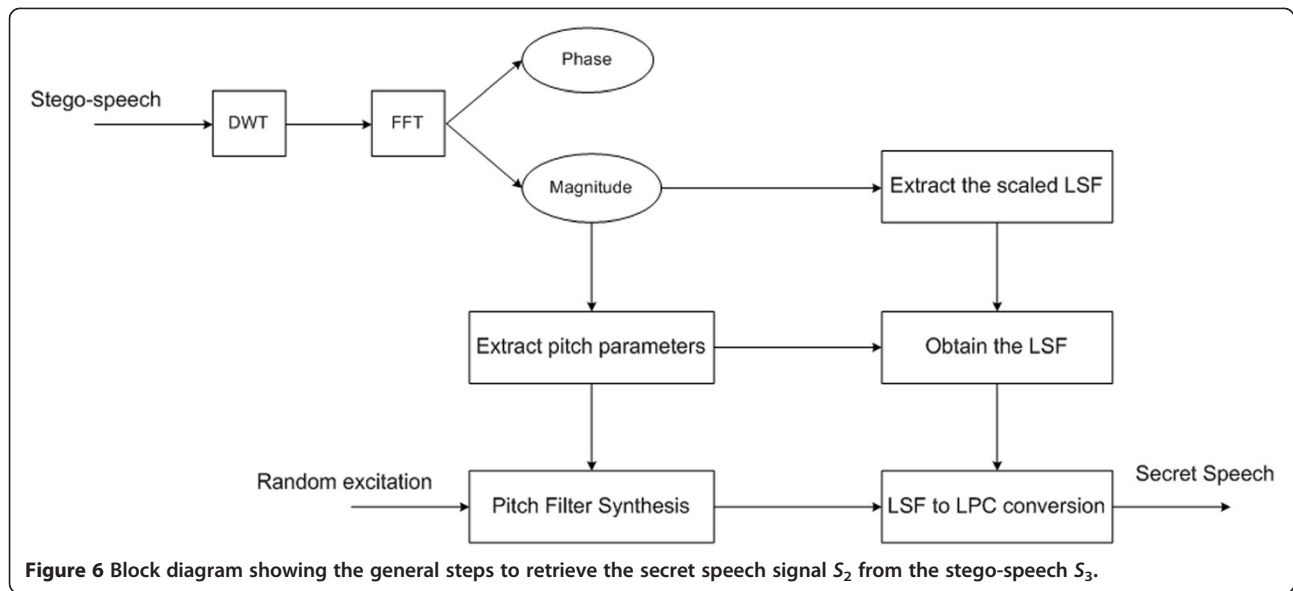 Stego-speech
DWT
FFT
Phase
Magnitude
Extract the scaled LSF
Extract pitch parameters
Obtain the LSF
Random excitation
Pitch Filter Synthesis
LSF to LPC conversion
Secret Speech
Figure 6 Block diagram showing the general steps to retrieve the secret speech signal S₂ from the stego-speech S₃.